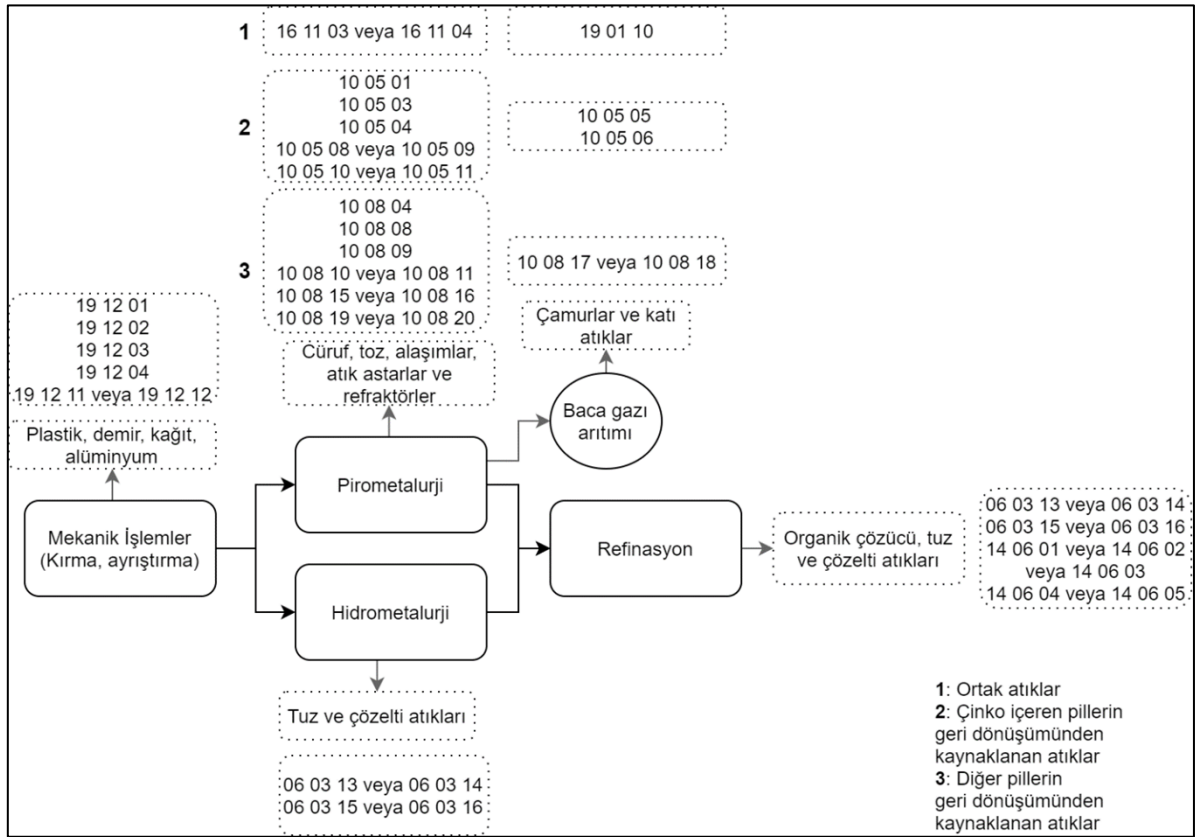 1
16 11 03 veya 16 11 04
19 01 10
2
10 05 01
10 05 03
10 05 04
10 05 08 veya 10 05 09
10 05 10 veya 10 05 11
10 05 05
10 05 06
3
10 08 04
10 08 08
10 08 09
10 08 10 veya 10 08 11
10 08 15 veya 10 08 16
10 08 19 veya 10 08 20
10 08 17 veya 10 08 18
19 12 01
19 12 02
19 12 03
19 12 04
19 12 11 veya 19 12 12
Plastik, demir, kağıt,
alüminyum
Cüruf, toz, alaşımlar,
atık astarlar ve
refraktörler
Çamurlar ve katı
atıklar
Baca gazı
arıtımı
Mekanik İşlemler
(Kırma, ayrıştırma)
Pirometalurji
Hidrometalurji
Refinasyon
Organik çözücü, tuz
ve çözelti atıkları
06 03 13 veya 06 03 14
06 03 15 veya 06 03 16
14 06 01 veya 14 06 02
veya 14 06 03
14 06 04 veya 14 06 05
Tuz ve çözelti atıkları
06 03 13 veya 06 03 14
06 03 15 veya 06 03 16
1: Ortak atıklar
2: Çinko içeren pillerin
geri dönüşümünden
kaynaklanan atıklar
3: Diğer pillerin
geri dönüşümünden
kaynaklanan atıklar